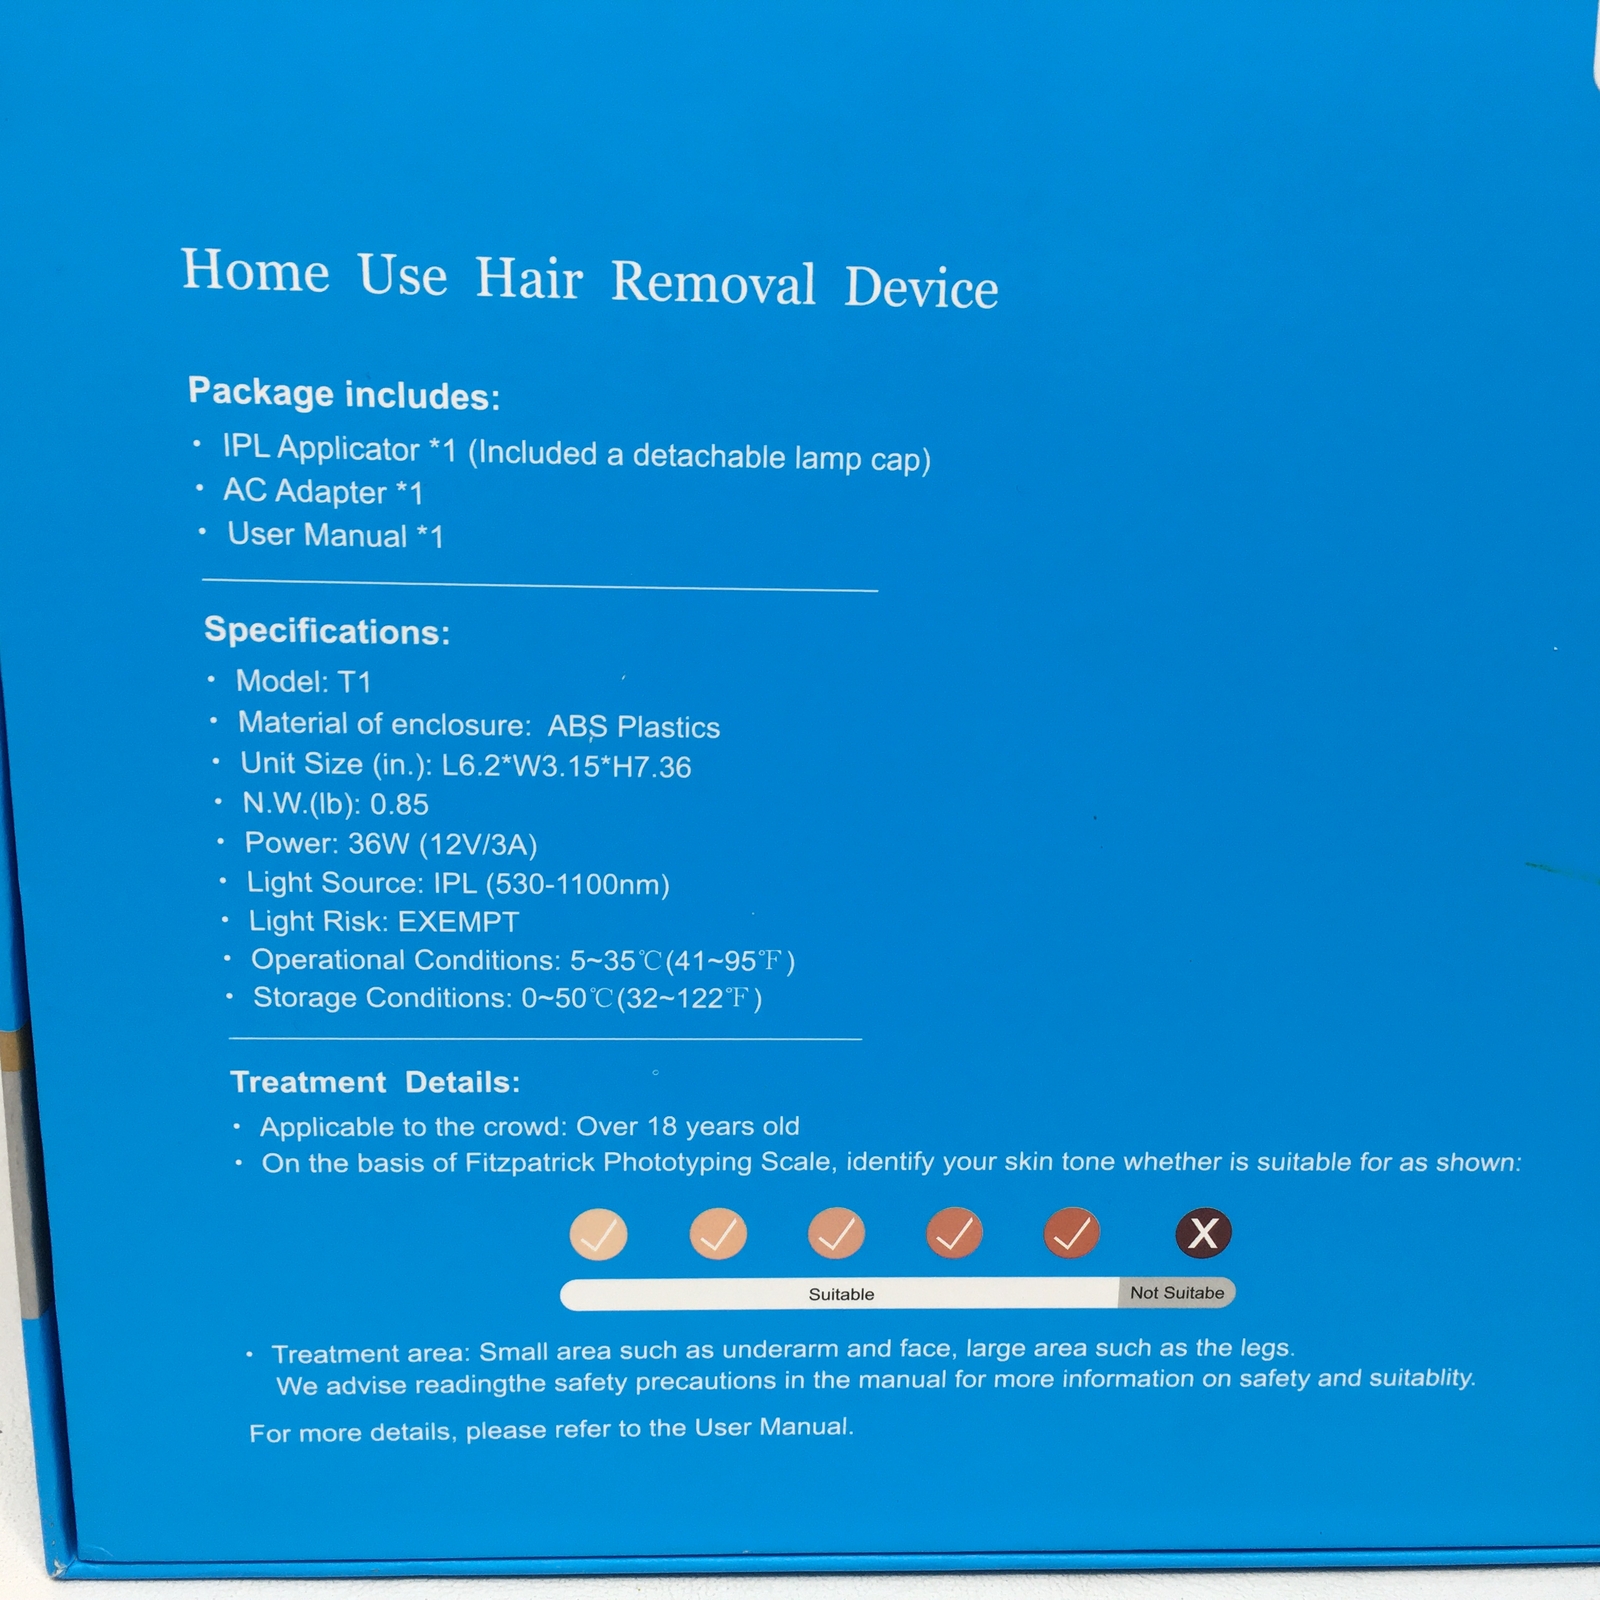 Home Use Hair Removal Device
Package includes:
• IPL Applicator *1 (Included a detachable lamp cap)
• AC Adapter *1
• User Manual *1
Specifications:
• Model: T1
• Material of enclosure: ABS Plastics
• Unit Size (in.): L6.2*W3.15*H7.36
• N.W.(lb): 0.85
• Power: 36W (12V/3A)
• Light Source: IPL (530-1100nm)
• Light Risk: EXEMPT
• Operational Conditions: 5~35℃(41~95℉)
• Storage Conditions: 0~50℃(32~122℉)
Treatment Details:
• Applicable to the crowd: Over 18 years old
• On the basis of Fitzpatrick Phototyping Scale, identify your skin tone whether is suitable for as shown:
X
Suitable Not Suitabe
• Treatment area: Small area such as underarm and face, large area such as the legs.
We advise readingthe safety precautions in the manual for more information on safety and suitablity.
For more details, please refer to the User Manual.